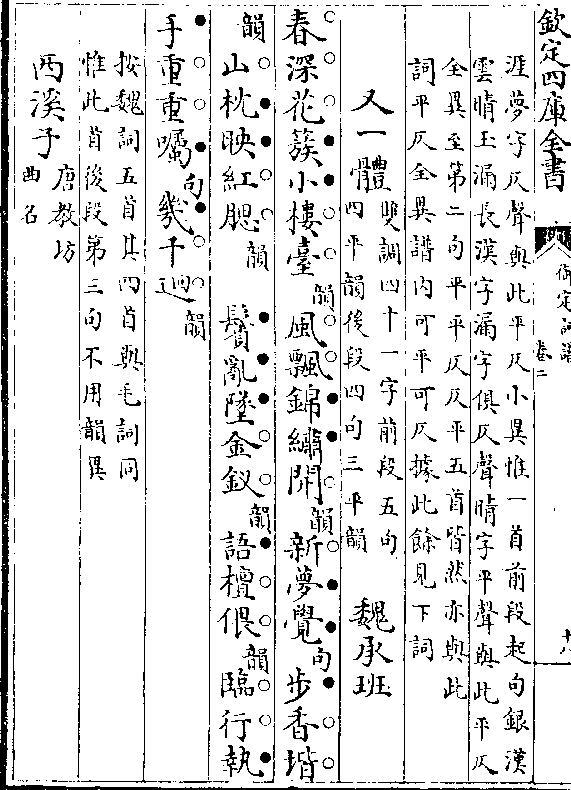 欽定四庫全書
御定詞譜
卷二
十八
涯夢字仄聲與此平仄小異惟一首前段起句銀漢
雲晴玉漏長漢字漏字俱仄聲晴字平聲與此平仄
全異至第二句平平仄仄平五首皆然亦與此
詞平仄全異譜内可平可仄據此餘見下詞
又一體
雙調四十一字前段五句
四平韻後段四句三平韻
魏承班
春深花簇小樓臺韻風飄錦繡開韻新夢覺句步香堦
韻山枕映紅腮韻 鬢亂墜金釵韻語檀偎韻臨行執
手重重囑句幾千迴韻
按魏詞五首其四首與毛詞同
惟此首後段第三句不用韻異
西溪子
唐教坊
曲名